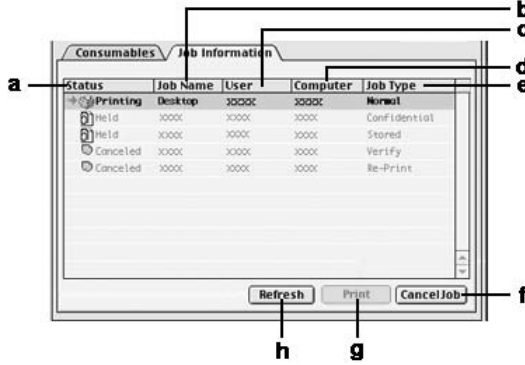 b
c
Consumables Job Information
d
a Status Job Name User Computer Job Type e
Printing Desktop xxxxx xxxxx Normal
Held xxxx xxxx xxxx Confidential
Held xxxx xxxx xxxx Stored
Canceled xxxx xxxx xxxx Verify
Canceled xxxx xxxx xxxx Re-Print
Refresh Print Cancel Job f
h g